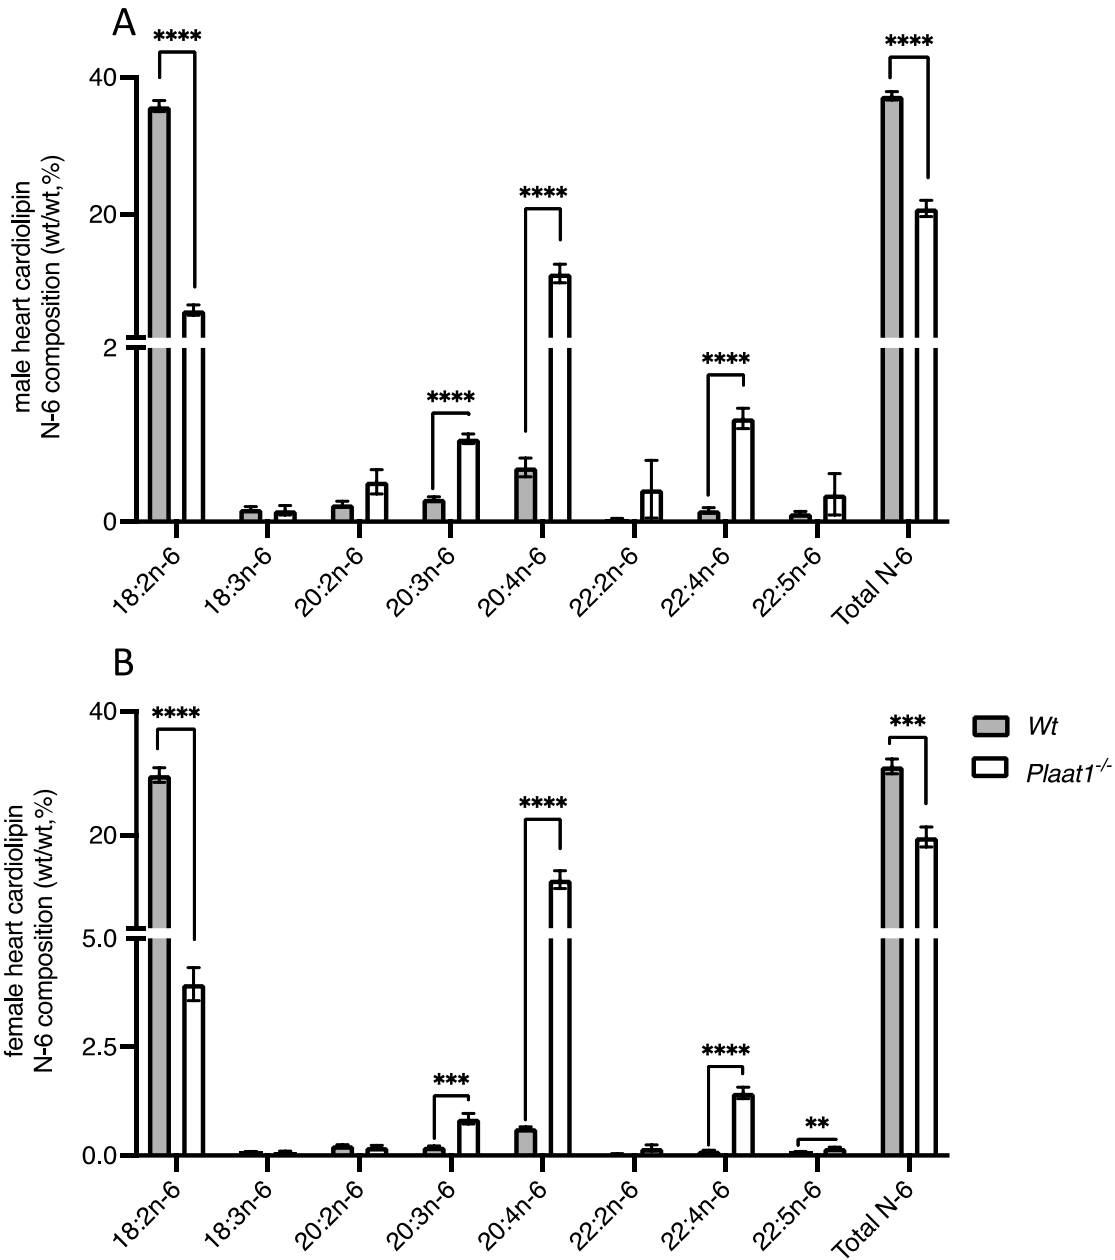 A
****
****
40
****
20
male heart cardiolipin
N-6 composition (wt/wt,%)
2
****
****
0
18:2n-6
18:3n-6
20:2n-6
20:3n-6
20:4n-6
22:2n-6
22:4n-6
22:5n-6
Total N-6
B
40
****
***
Wt
Plaat1-/-
****
20
female heart cardiolipin
N-6 composition (wt/wt,%)
5.0
2.5
****
***
**
0.0
18:2n-6
18:3n-6
20:2n-6
20:3n-6
20:4n-6
22:2n-6
22:4n-6
22:5n-6
Total N-6